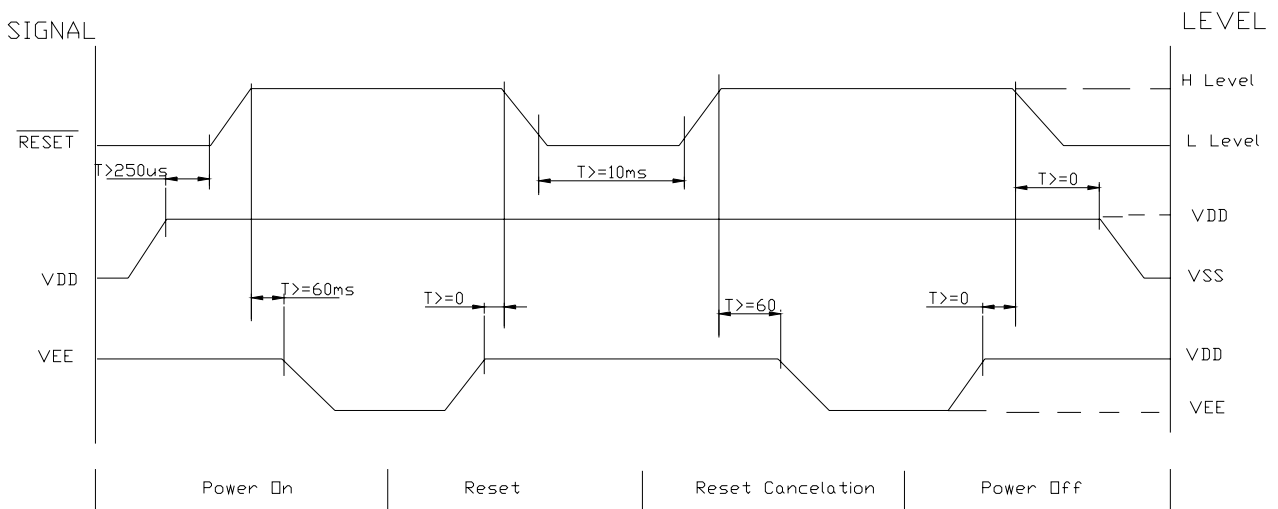 SIGNAL
LEVEL
H Level
RESET
L Level
T>250us
T>=10ms
T>=0
VDD
VDD
VSS
T>=60ms
T>=0
T>=60
T>=0
VEE
VDD
VEE
Power On
Reset
Reset Cancelation
Power Off